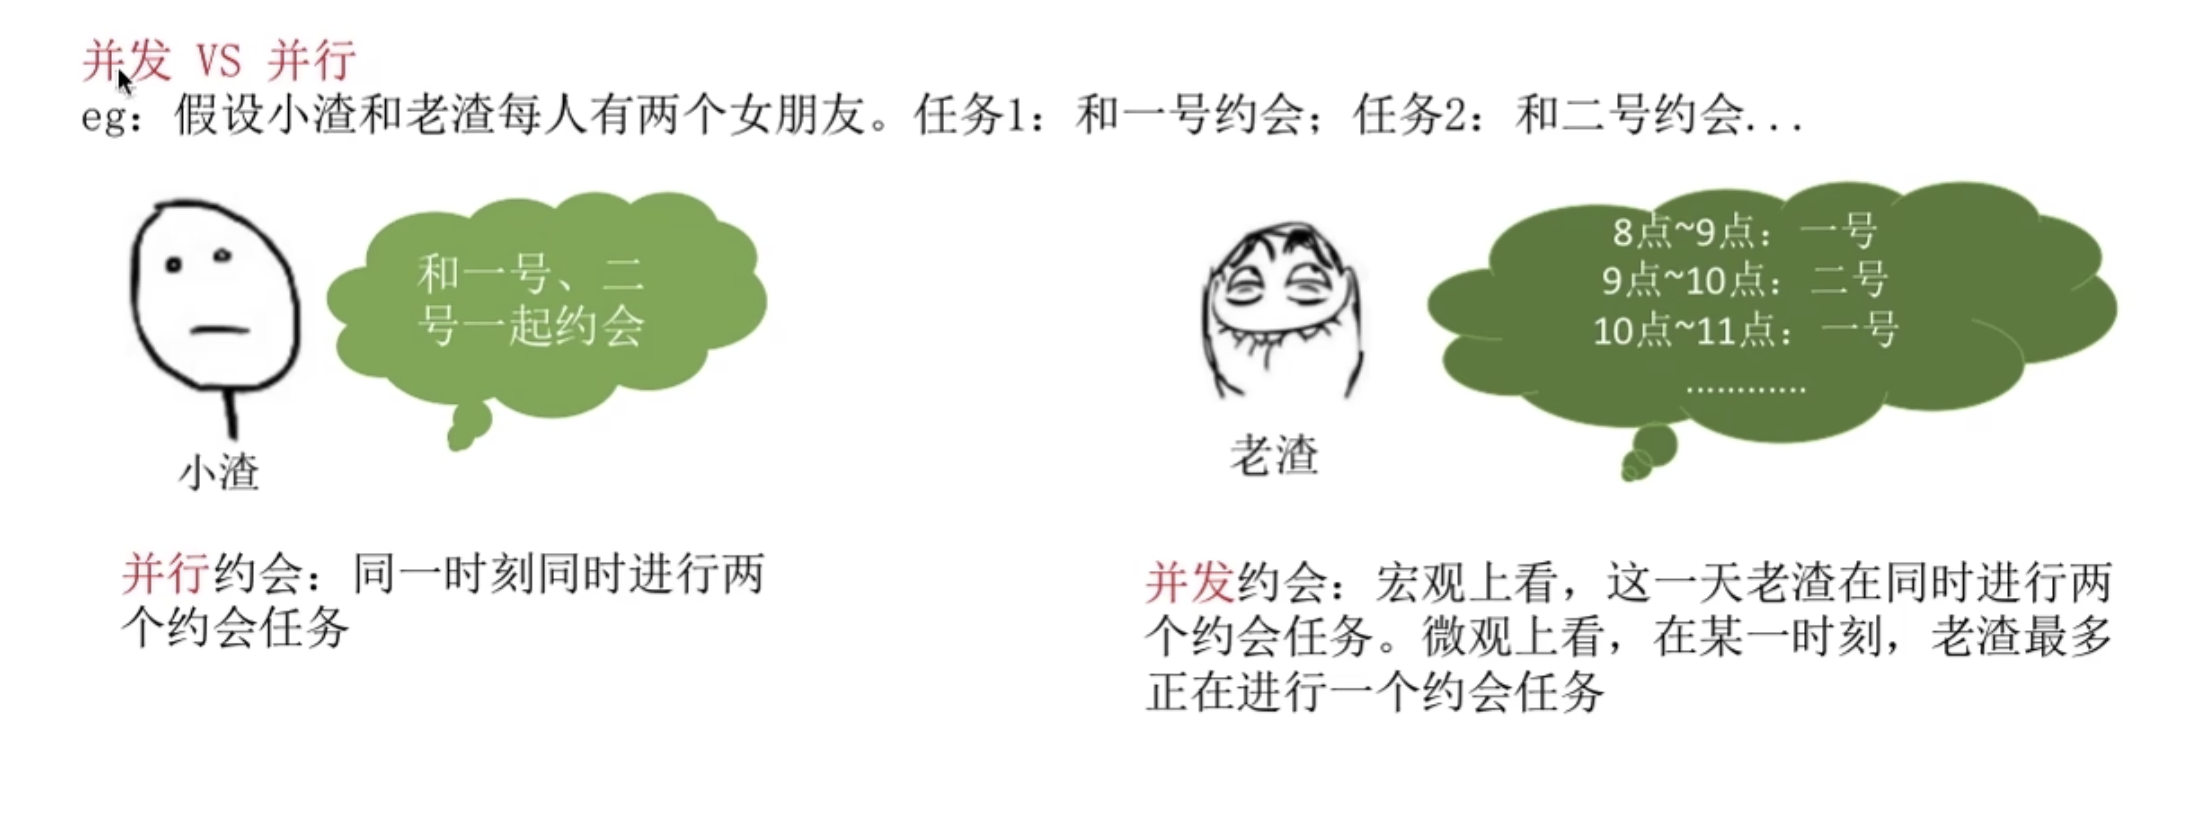 并发 VS 并行
eg：假设小渣和老渣每人有两个女朋友。任务1：和一号约会；任务2：和二号约会...
和一号、二
号一起约会
小渣
8点~9点：一号
9点~10点：二号
10点~11点：一号
............
老渣
并行约会：同一时刻同时进行两
个约会任务
并发约会：宏观上看，这一天老渣在同时进行两
个约会任务。微观上看，在某一时刻，老渣最多
正在进行一个约会任务